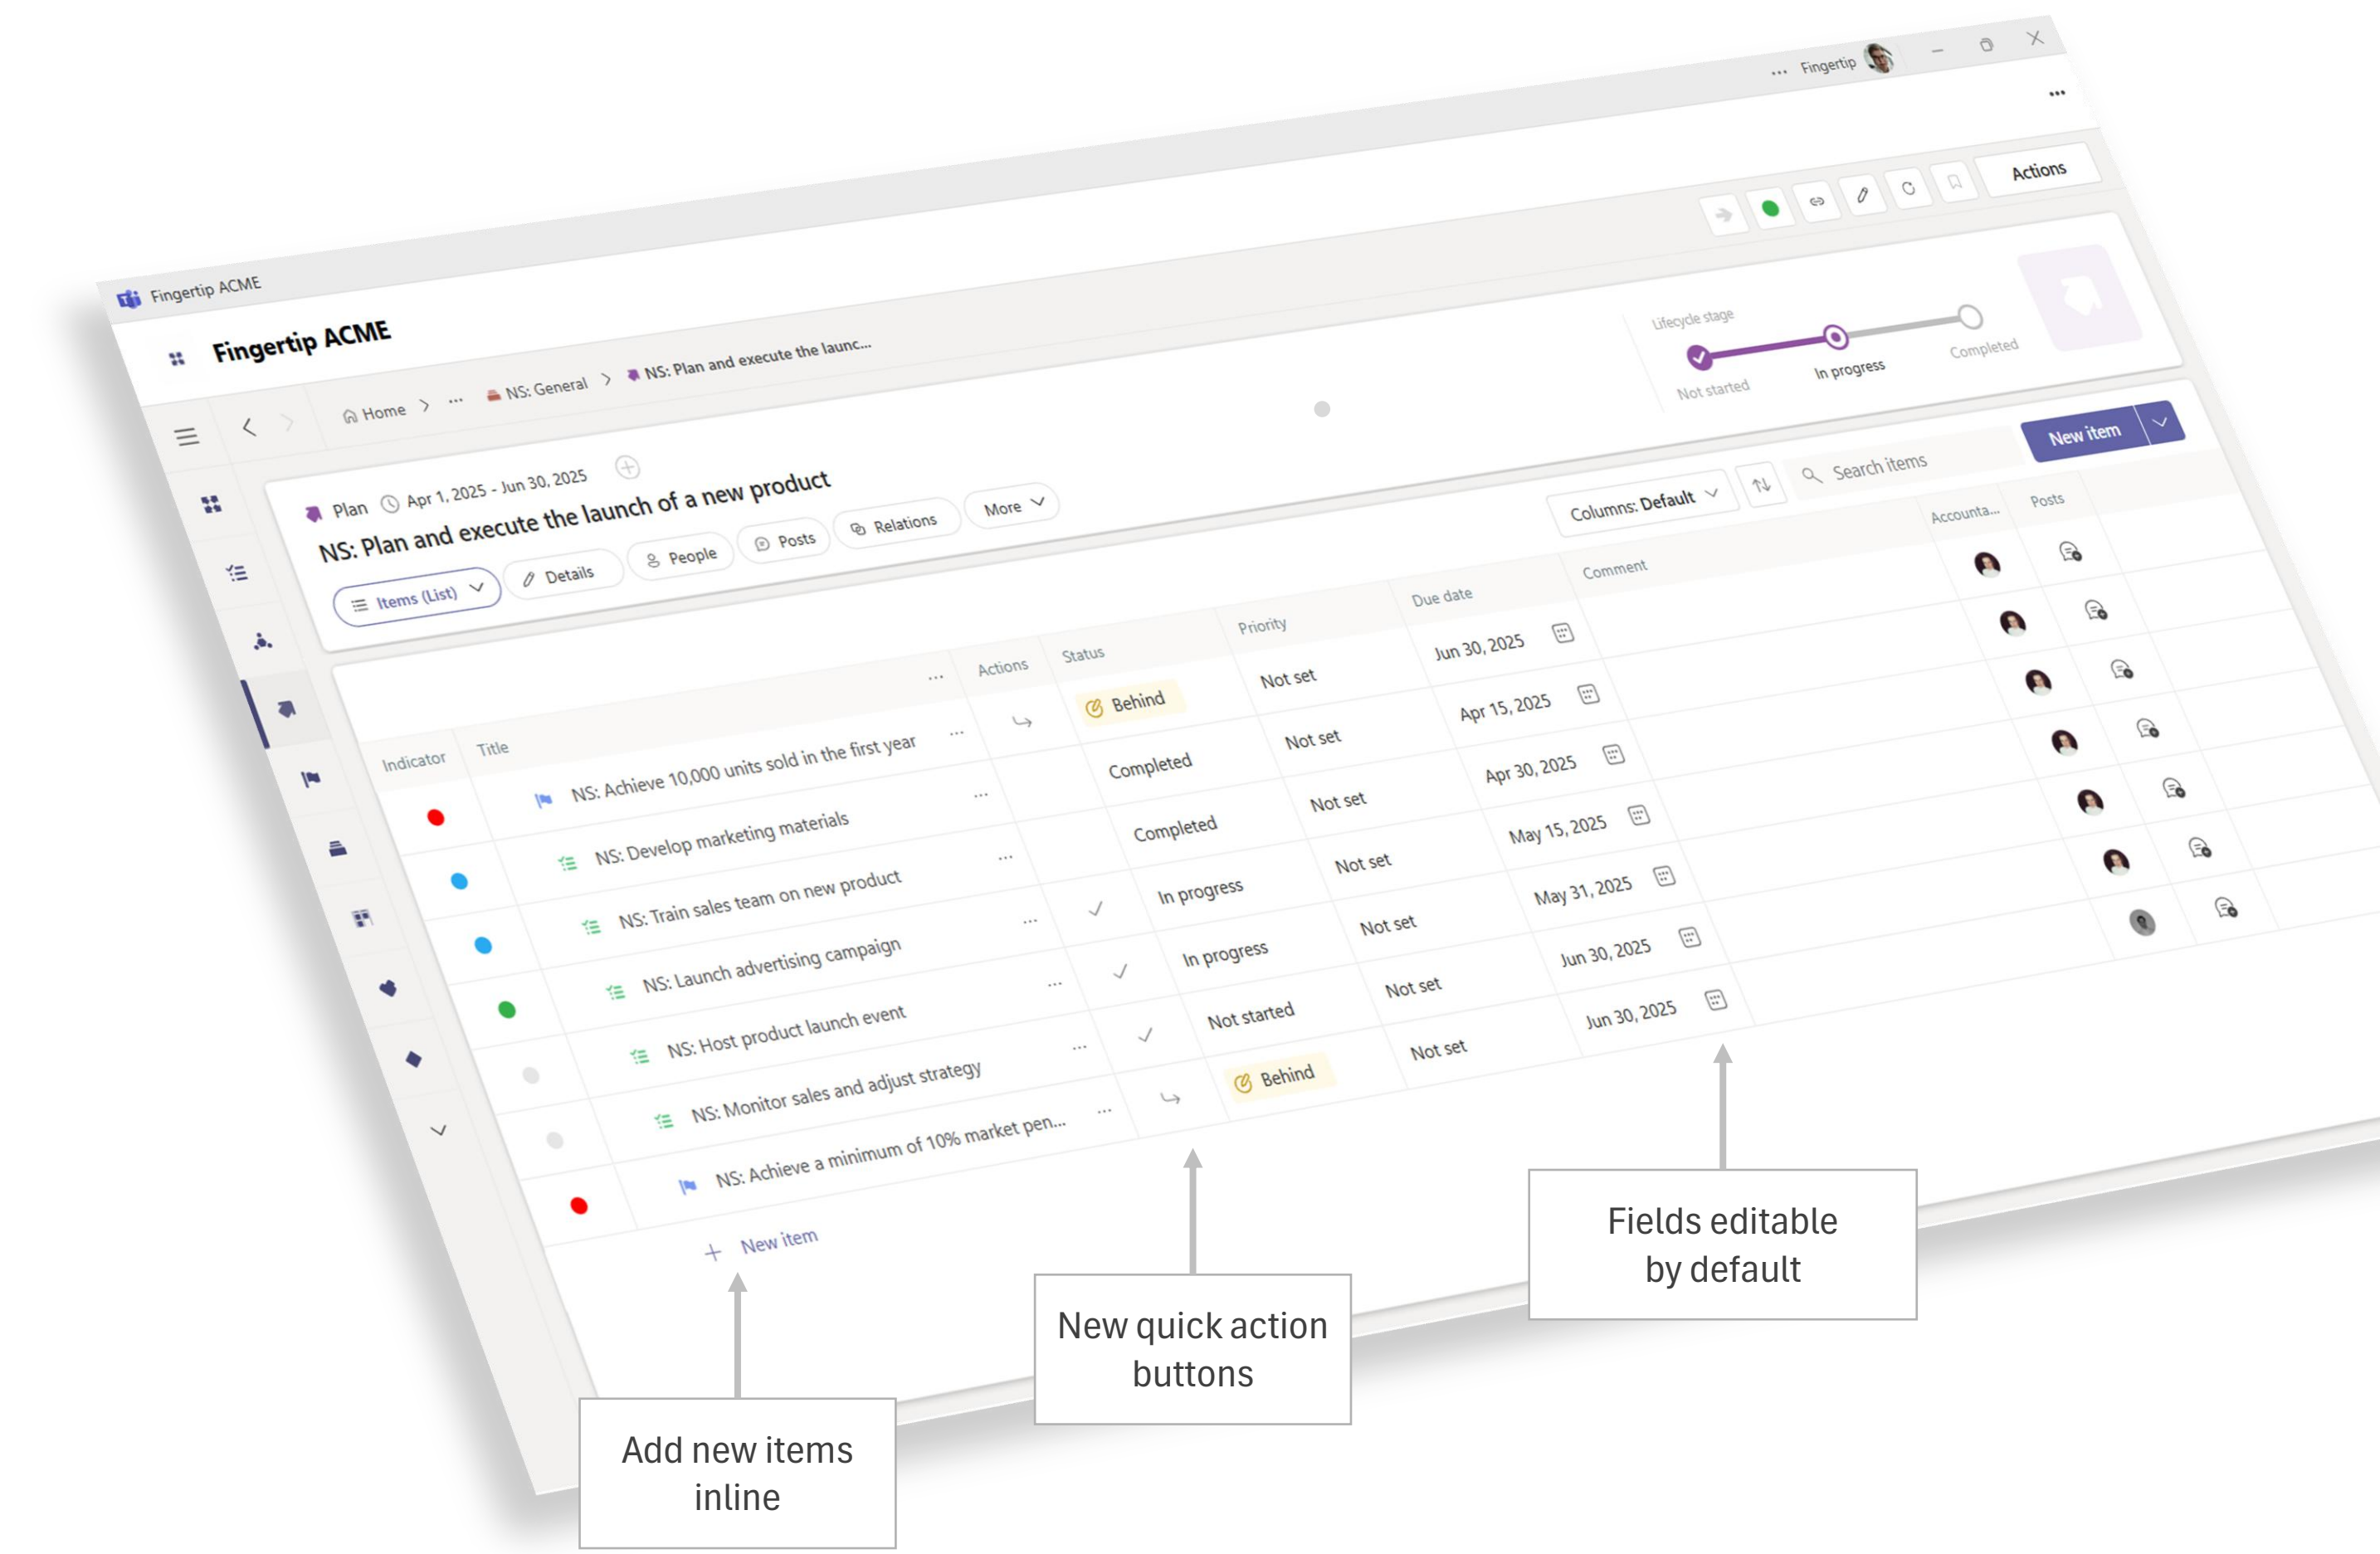 Fingertip ACME
... Fingertip
Fingertip ACME
...
Home > ... NS: General > NS: Plan and execute the launc...
Actions
Plan Apr 1, 2025 - Jun 30, 2025
NS: Plan and execute the launch of a new product
Items (List) Details People Posts Relations More
Lifecycle stage
Not started In progress Completed
Columns: Default Search items New item
Indicator Title ... Actions Status Priority Due date Comment Accounta... Posts
NS: Achieve 10,000 units sold in the first year ... Behind Not set Jun 30, 2025
NS: Develop marketing materials ... Completed Not set Apr 15, 2025
NS: Train sales team on new product ... Completed Not set Apr 30, 2025
NS: Launch advertising campaign ... In progress Not set May 15, 2025
NS: Host product launch event ... In progress Not set May 31, 2025
NS: Monitor sales and adjust strategy ... Not started Not set Jun 30, 2025
NS: Achieve a minimum of 10% market pen... ... Behind Not set Jun 30, 2025
+ New item
Add new items
inline
New quick action
buttons
Fields editable
by default